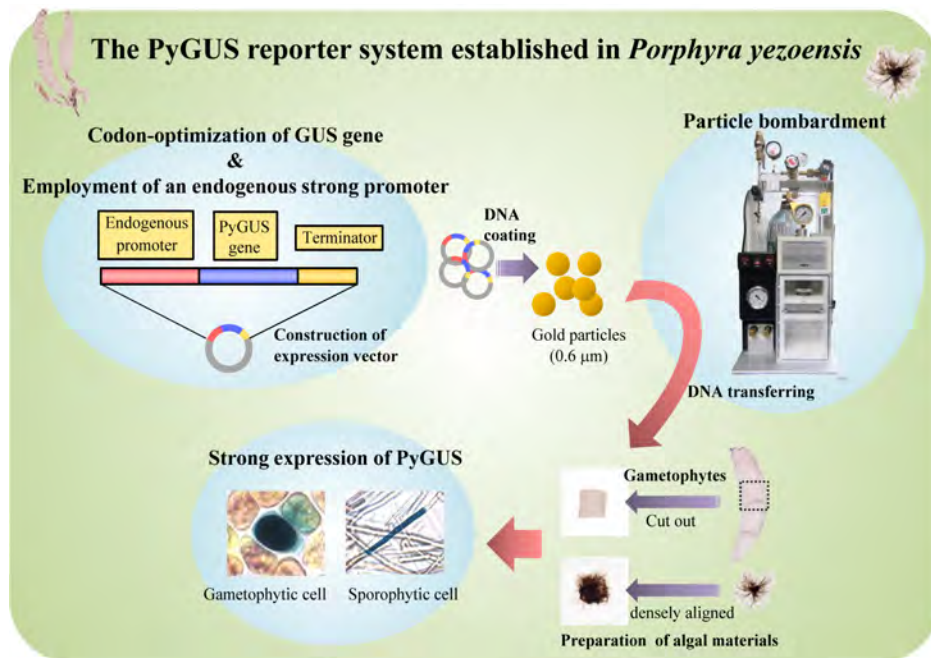 The PyGUS reporter system established in Porphyra yezoensis
Codon-optimization of GUS gene
&
Employment of an endogenous strong promoter
Endogenous
promoter
PyGUS
gene
Terminator
Construction of
expression vector
DNA
coating
Gold particles
(0.6 μm)
Particle bombardment
DNA transferring
Strong expression of PyGUS
Gametophytic cell
Sporophytic cell
Gametophytes
Cut out
densely aligned
Preparation of algal materials